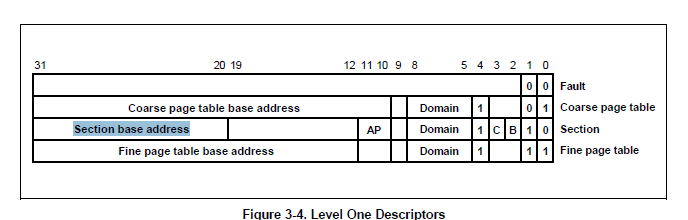 31 20 19 12 11 10 9 8 5 4 3 2 1 0
0 0 Fault
Coarse page table base address Domain 1 0 1 Coarse page table
Section base address AP Domain 1 C B 1 0 Section
Fine page table base address Domain 1 1 1 Fine page table
Figure 3-4. Level One Descriptors